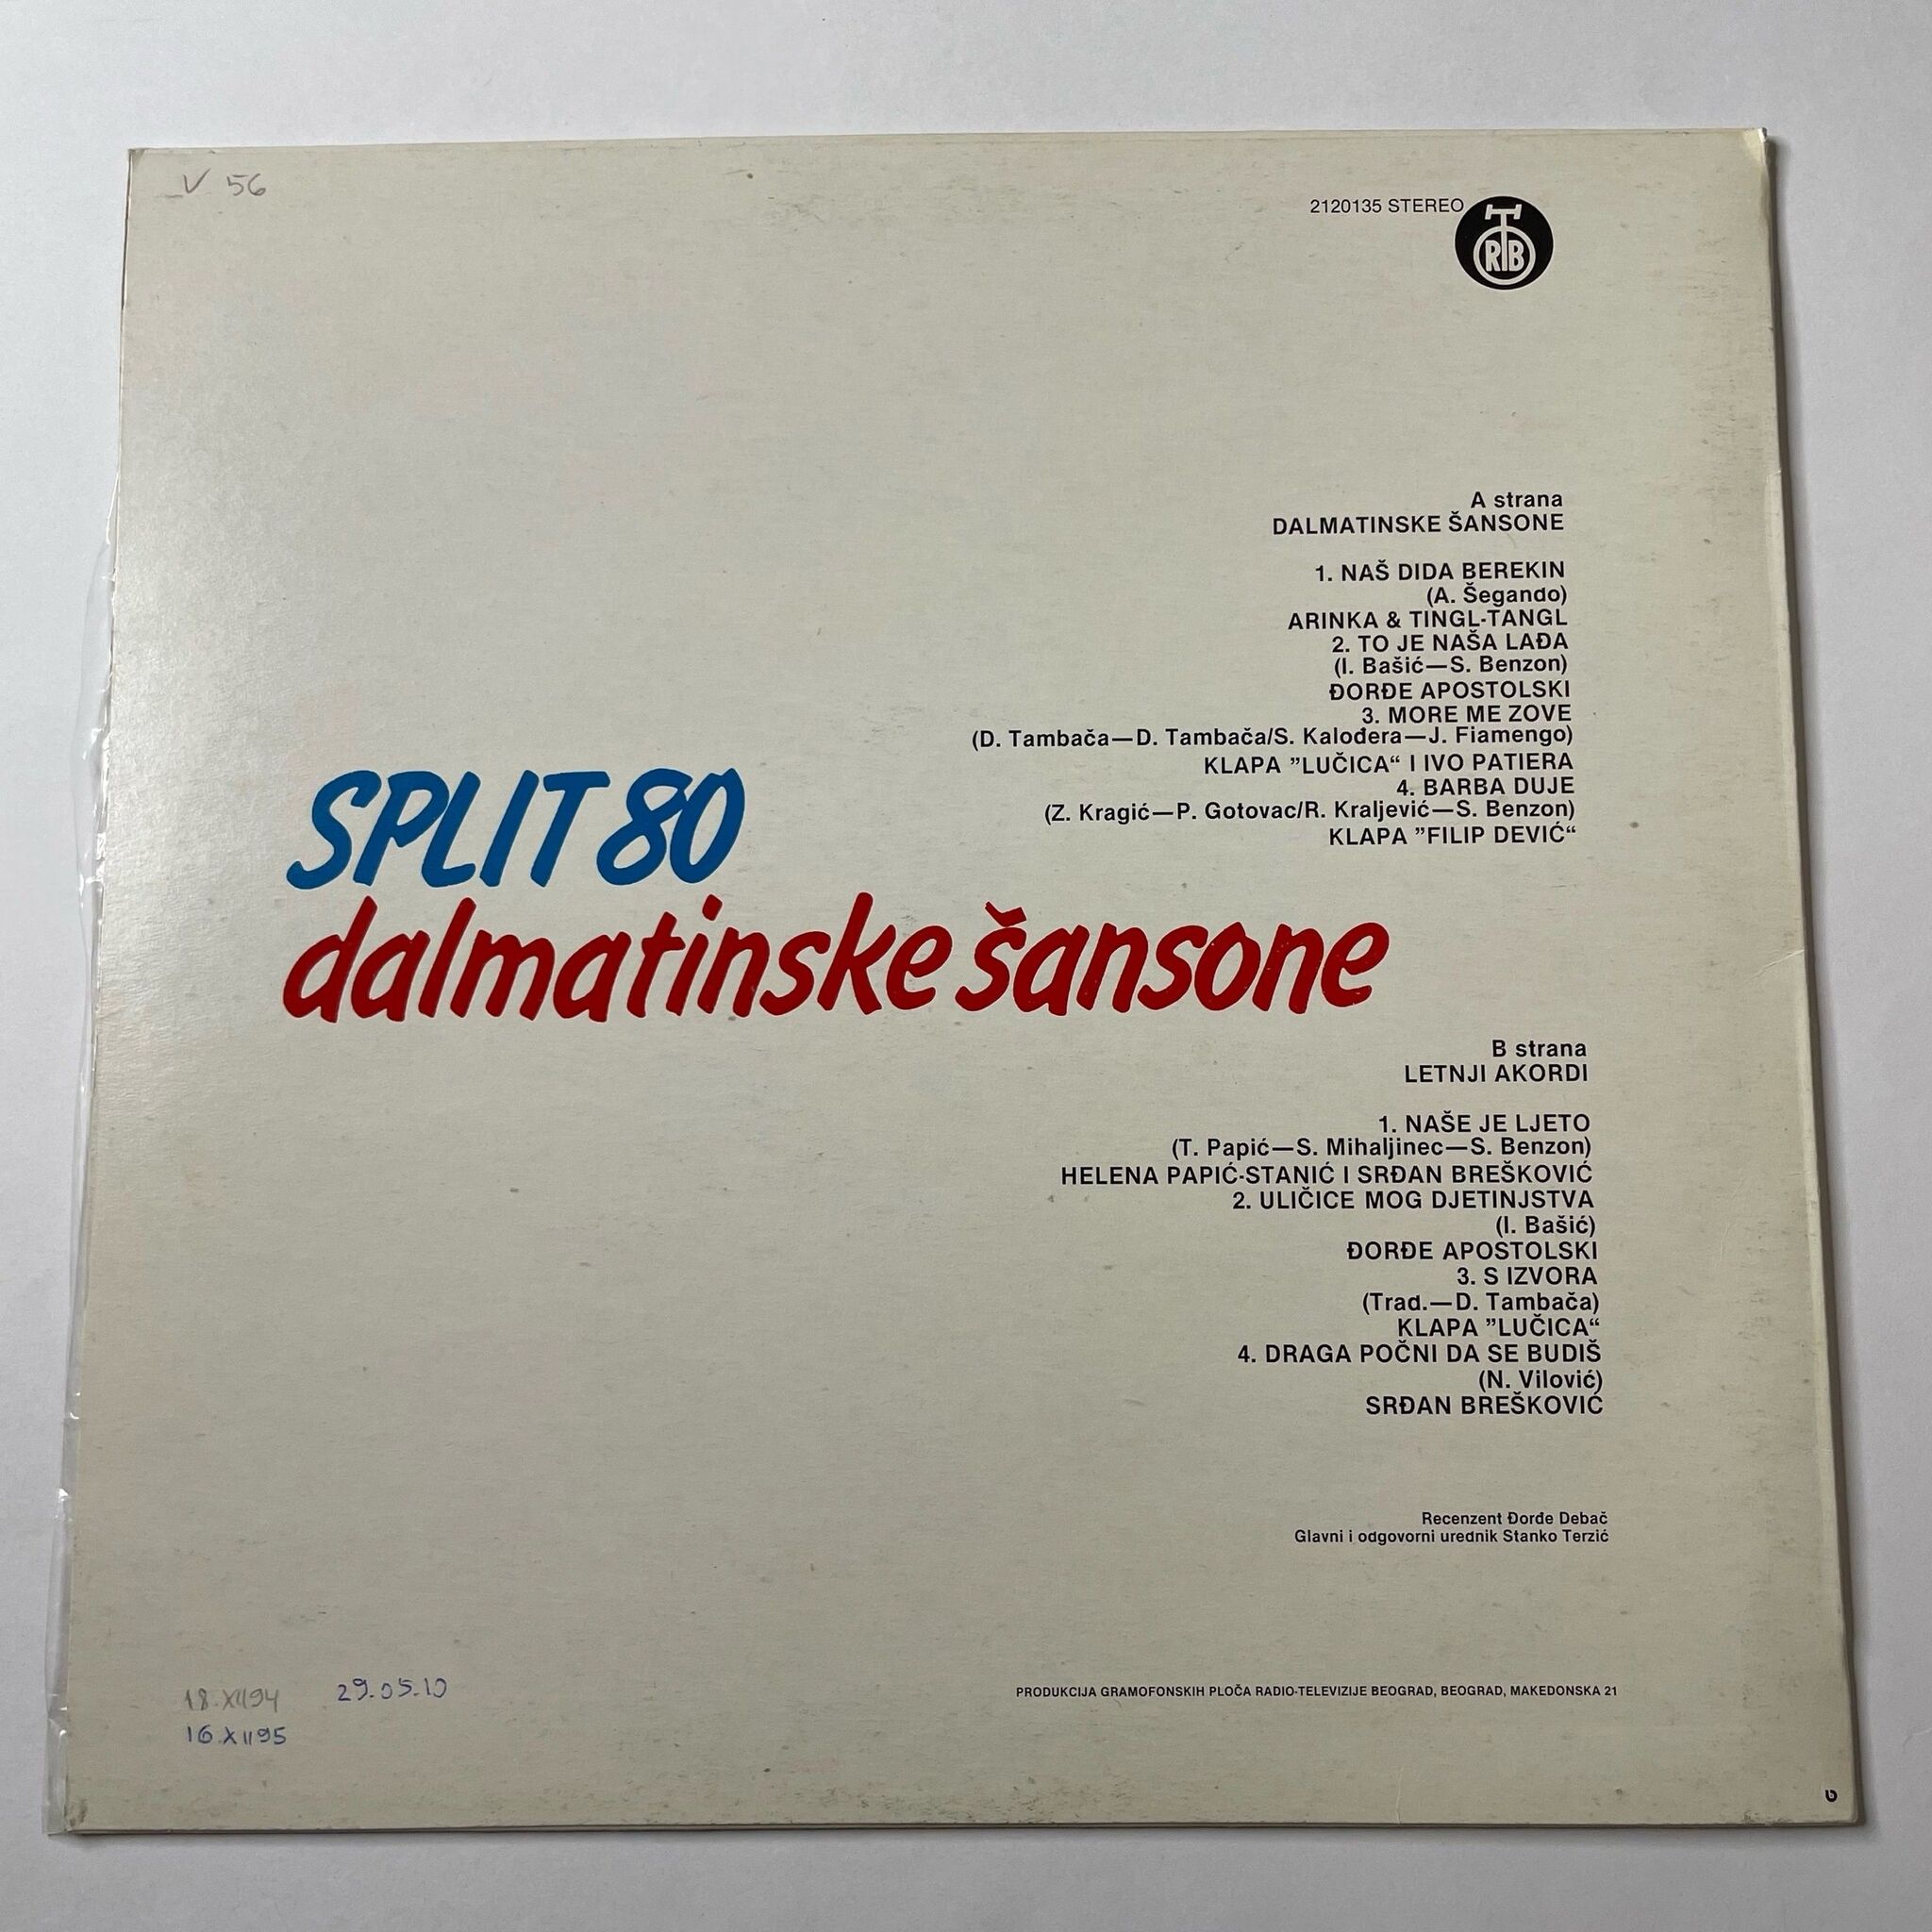 V 56
2120135 STEREO
RTB
A strana
DALMATINSKE ŠANSONE
1. NAŠ DIDA BEREKIN
(A. Šegando)
ARINKA & TINGL-TANGL
2. TO JE NAŠA LAĐA
(I. Bašić—S. Benzon)
ĐORĐE APOSTOLSKI
3. MORE ME ZOVE
(D. Tambača—D. Tambača/S. Kalođera—J. Fiamengo)
KLAPA ”LUČICA“ I IVO PATIERA
4. BARBA DUJE
(Z. Kragić—P. Gotovac/R. Kraljević—S. Benzon)
KLAPA ”FILIP DEVIĆ“
SPLIT 80
dalmatinske šansone
B strana
LETNJI AKORDI
1. NAŠE JE LJETO
(T. Papić—S. Mihaljinec—S. Benzon)
HELENA PAPIĆ-STANIĆ I SRĐAN BREŠKOVIĆ
2. ULIČICE MOG DJETINJSTVA
(I. Bašić)
ĐORĐE APOSTOLSKI
3. S IZVORA
(Trad.—D. Tambača)
KLAPA ”LUČICA“
4. DRAGA POČNI DA SE BUDIŠ
(N. Vilović)
SRĐAN BREŠKOVIĆ
Recenzent Đorđe Debač
Glavni i odgovorni urednik Stanko Terzić
PRODUKCIJA GRAMOFONSKIH PLOČA RADIO-TELEVIZIJE BEOGRAD, BEOGRAD, MAKEDONSKA 21
18.XII94 29.05.10
16.XII95